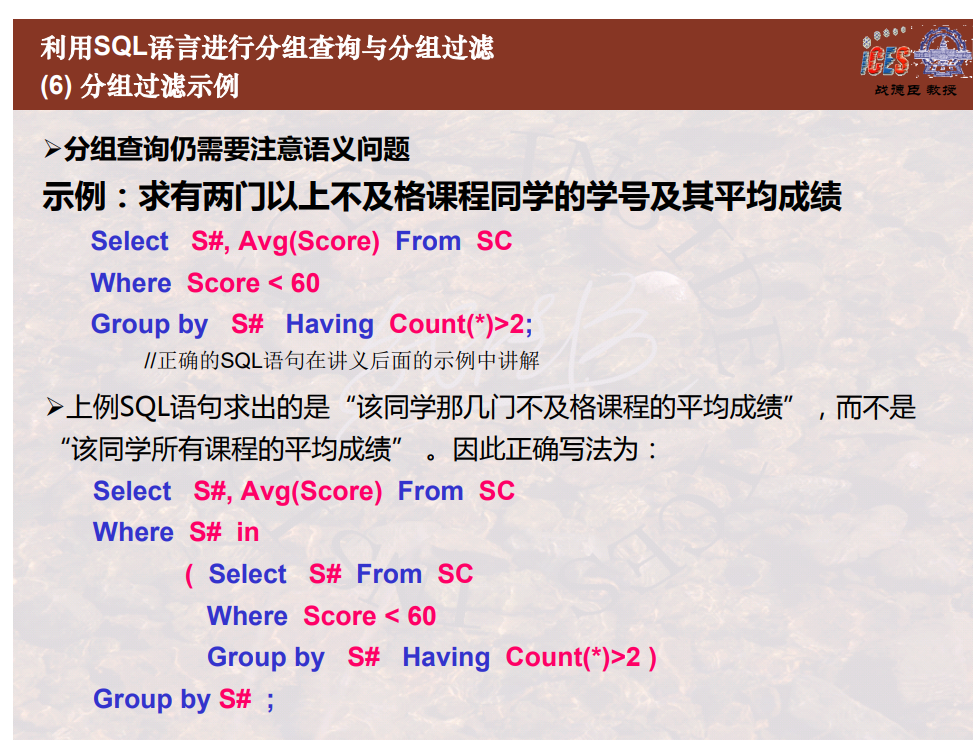 利用SQL语言进行分组查询与分组过滤
(6) 分组过滤示例
iCES
战德臣 教授
➢分组查询仍需要注意语义问题
示例：求有两门以上不及格课程同学的学号及其平均成绩
Select S#, Avg(Score) From SC
Where Score < 60
Group by S# Having Count(*)>2;
//正确的SQL语句在讲义后面的示例中讲解
➢上例SQL语句求出的是“该同学那几门不及格课程的平均成绩”，而不是
“该同学所有课程的平均成绩”。因此正确写法为：
Select S#, Avg(Score) From SC
Where S# in
( Select S# From SC
Where Score < 60
Group by S# Having Count(*)>2 )
Group by S# ;